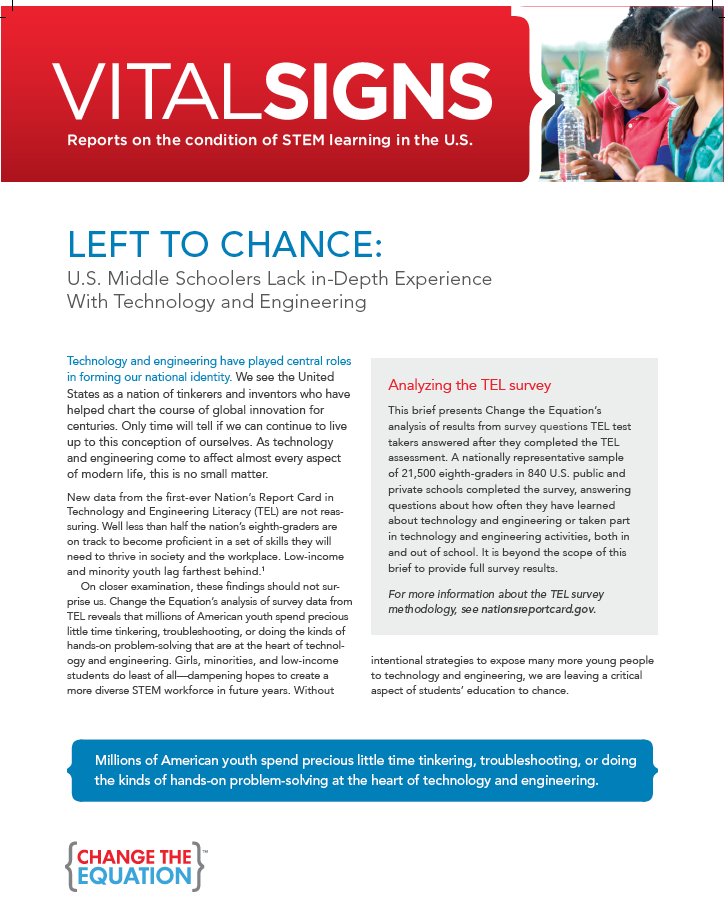 VITALSIGNS
Reports on the condition of STEM learning in the U.S.
LEFT TO CHANCE:
U.S. Middle Schoolers Lack in-Depth Experience
With Technology and Engineering
Technology and engineering have played central roles
in forming our national identity. We see the United
States as a nation of tinkerers and inventors who have
helped chart the course of global innovation for
centuries. Only time will tell if we can continue to live
up to this conception of ourselves. As technology
and engineering come to affect almost every aspect
of modern life, this is no small matter.
New data from the first-ever Nation's Report Card in
Technology and Engineering Literacy (TEL) are not reas-
suring. Well less than half the nation's eighth-graders are
on track to become proficient in a set of skills they will
need to thrive in society and the workplace. Low-income
and minority youth lag farthest behind.¹
On closer examination, these findings should not sur-
prise us. Change the Equation's analysis of survey data from
TEL reveals that millions of American youth spend precious
little time tinkering, troubleshooting, or doing the kinds of
hands-on problem-solving that are at the heart of technol-
ogy and engineering. Girls, minorities, and low-income
students do least of all—dampening hopes to create a
more diverse STEM workforce in future years. Without
Analyzing the TEL survey
This brief presents Change the Equation's
analysis of results from survey questions TEL test
takers answered after they completed the TEL
assessment. A nationally representative sample
of 21,500 eighth-graders in 840 U.S. public and
private schools completed the survey, answering
questions about how often they have learned
about technology and engineering or taken part
in technology and engineering activities, both in
and out of school. It is beyond the scope of this
brief to provide full survey results.
For more information about the TEL survey
methodology, see nationsreportcard.gov.
intentional strategies to expose many more young people
to technology and engineering, we are leaving a critical
aspect of students' education to chance.
Millions of American youth spend precious little time tinkering, troubleshooting, or doing
the kinds of hands-on problem-solving at the heart of technology and engineering.
CHANGE THE
EQUATION™